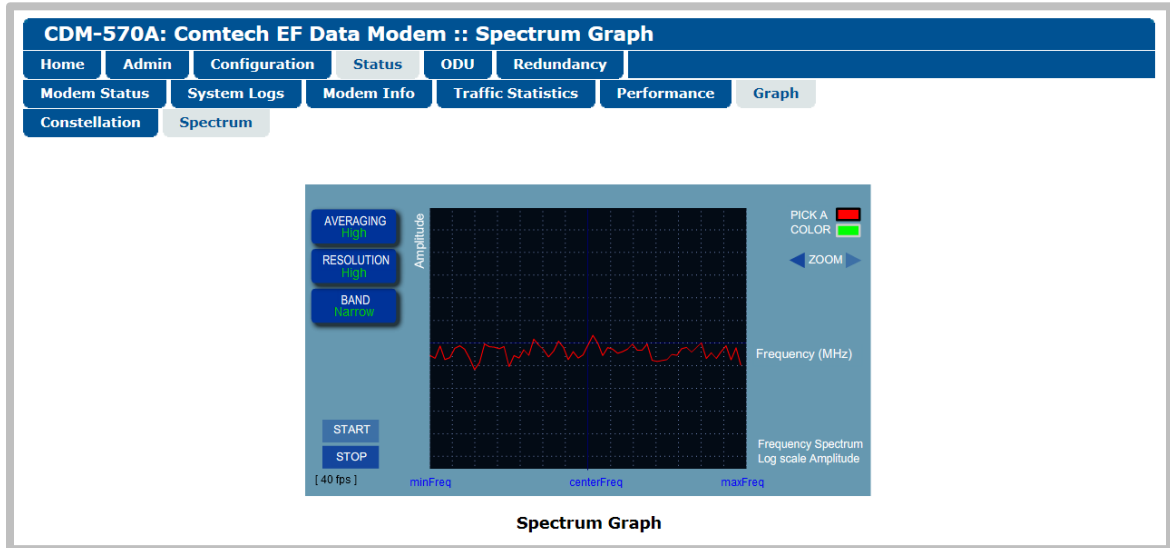 CDM-570A: Comtech EF Data Modem :: Spectrum Graph
Home Admin Configuration Status ODU Redundancy
Modem Status System Logs Modem Info Traffic Statistics Performance Graph
Constellation Spectrum
AVERAGING
High
RESOLUTION
High
BAND
Narrow
Amplitude
PICK A
COLOR
ZOOM
Frequency (MHz)
START
STOP
Frequency Spectrum
Log scale Amplitude
[ 40 fps ]
minFreq centerFreq maxFreq
Spectrum Graph